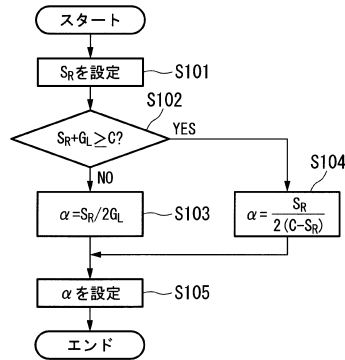 スタート
SRを設定
S101
S102
SR+GL≧C?
YES
NO
S104
α=SR/2GL
S103
α= SR
2(C-SR)
αを設定
S105
エンド